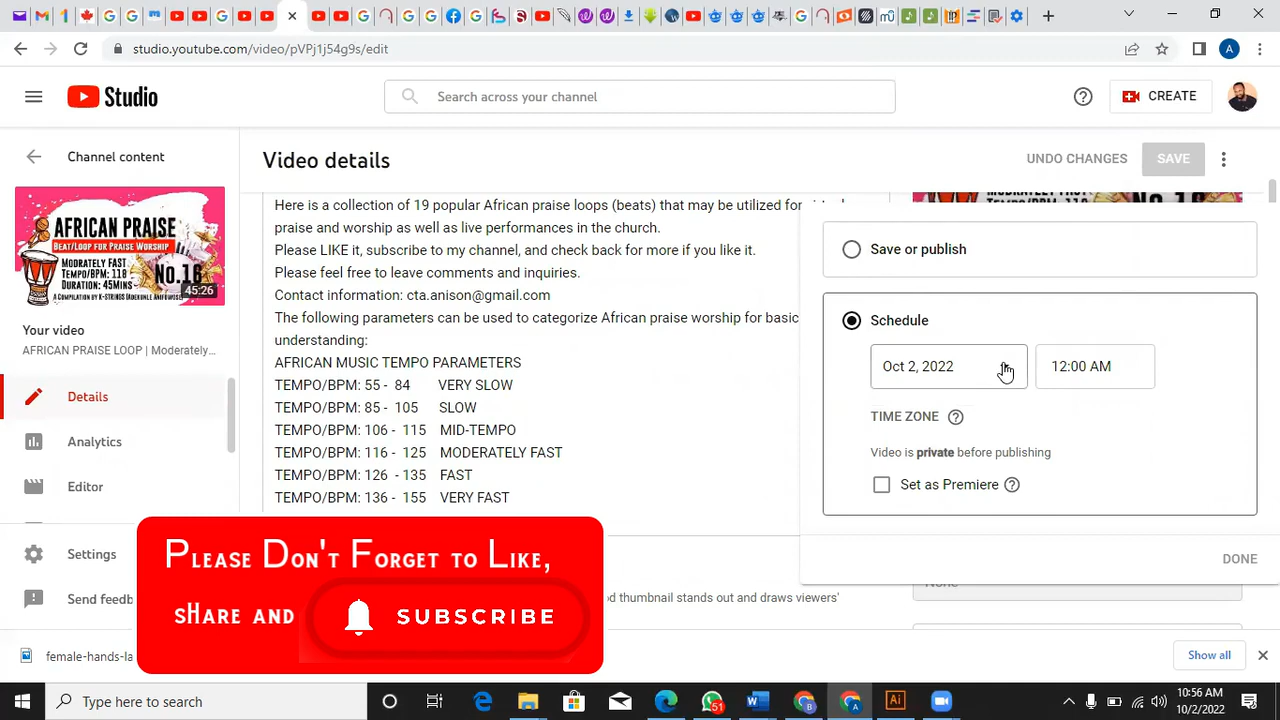 studio.youtube.com/video/pVPj1j54g9s/edit
A
Studio
Search across your channel
CREATE
Channel content
Video details
UNDO CHANGES
SAVE
AFRICAN PRAISE
BEAT/LOOP FOR PRAISE WORSHIP
MODRATELY FAST
TEMPO/BPM: 118
DURATION: 45Mins
No.16
45:26
Your video
AFRICAN PRAISE LOOP | Moderately...
Details
Analytics
Editor
Settings
Send feedb
Here is a collection of 19 popular African praise loops (beats) that may be utilized for
praise and worship as well as live performances in the church.
Please LIKE it, subscribe to my channel, and check back for more if you like it.
Please feel free to leave comments and inquiries.
Contact information: cta.anison@gmail.com
The following parameters can be used to categorize African praise worship for basic
understanding:
AFRICAN MUSIC TEMPO PARAMETERS
TEMPO/BPM: 55 - 84 VERY SLOW
TEMPO/BPM: 85 - 105 SLOW
TEMPO/BPM: 106 - 115 MID-TEMPO
TEMPO/BPM: 116 - 125 MODERATELY FAST
TEMPO/BPM: 126 - 135 FAST
TEMPO/BPM: 136 - 155 VERY FAST
Save or publish
Schedule
Oct 2, 2022
12:00 AM
TIME ZONE
Video is private before publishing
Set as Premiere
DONE
None
d thumbnail stands out and draws viewers'
Please Don't Forget to Like,
share and
SUBSCRIBE
female-hands-la
Show all
Type here to search
51
10:56 AM
10/2/2022